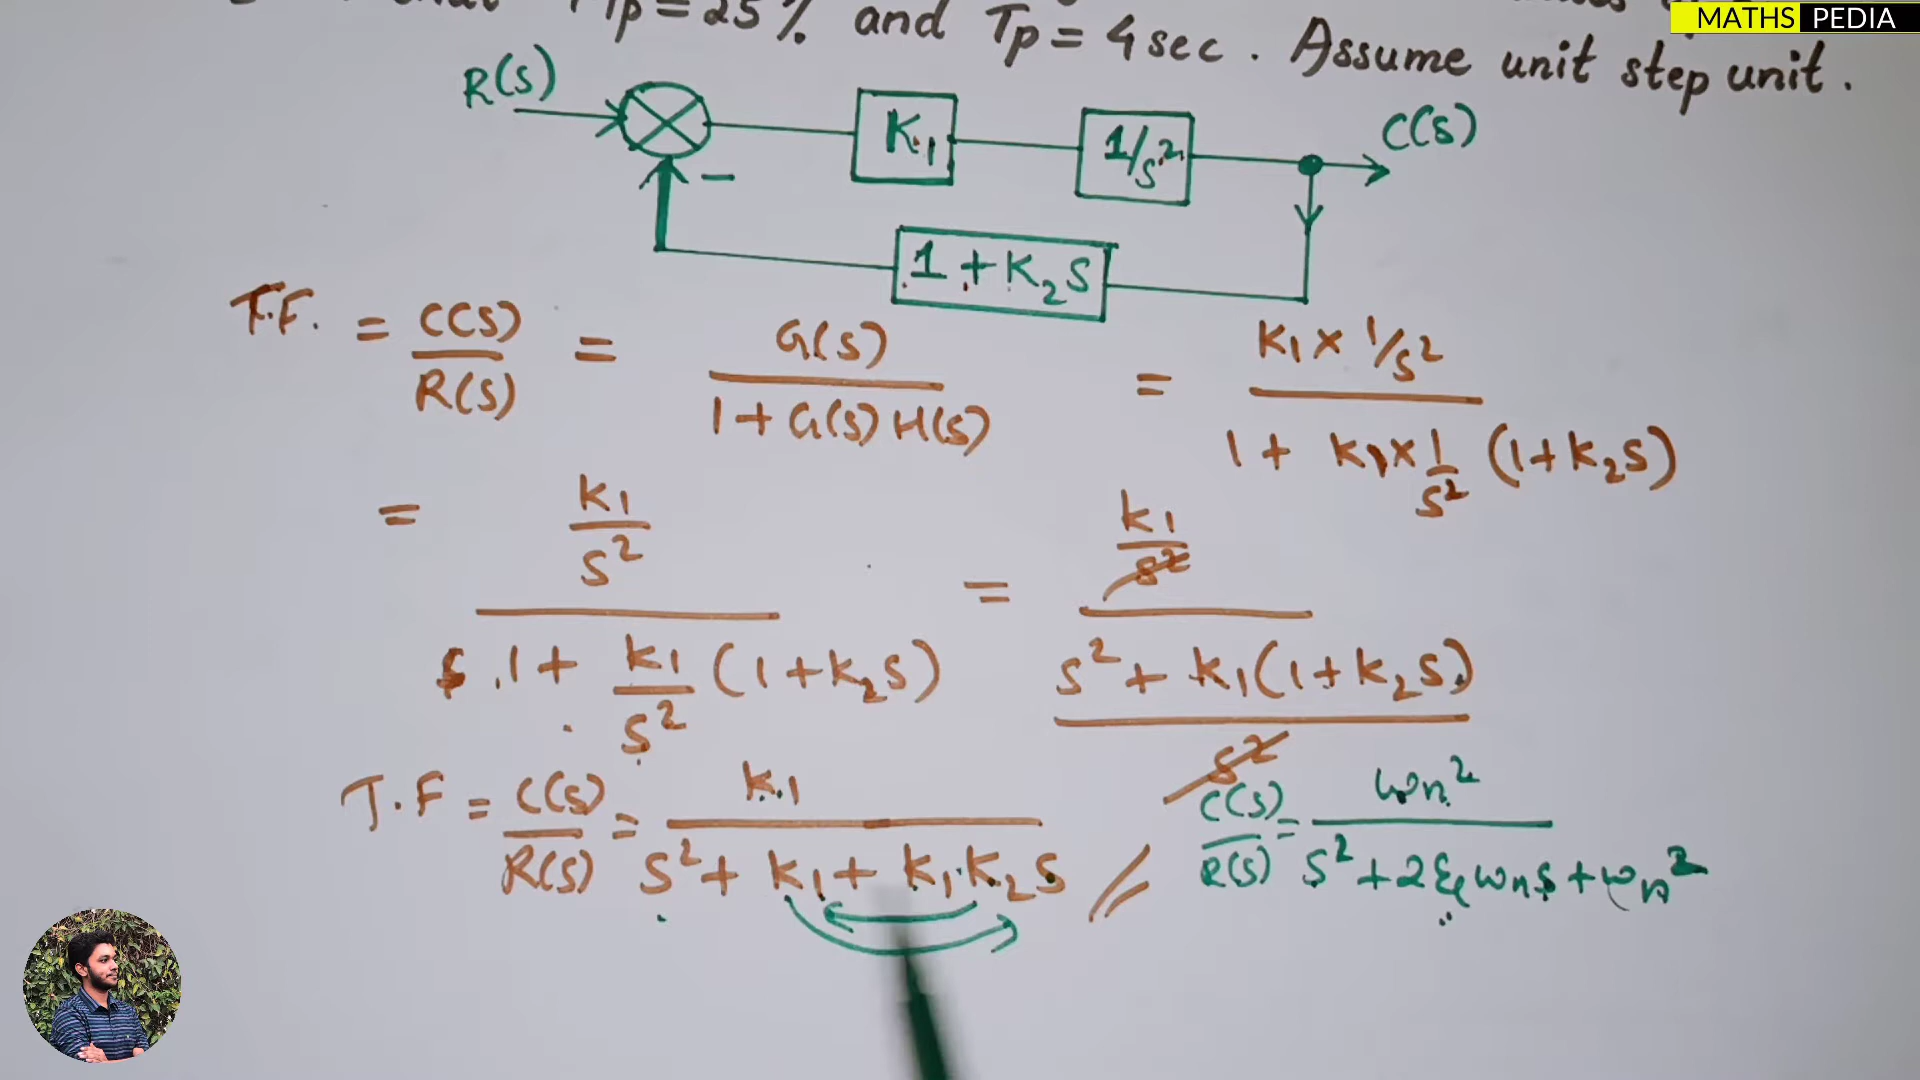 MATHS PEDIA
Mp = 25% and Tp = 4 sec. Assume unit step unit.
R(S)
K1
1/s²
C(S)
−
1 + K2S
T.F. = C(S)/R(S) = G(S)/(1 + G(S) H(S)) = (K1 × 1/s²)/(1 + K1 × 1/s² (1 + K2S))
= (K1/s²)/(1 + K1/s² (1 + K2S)) = (K1/s²)/((s² + K1(1 + K2S))/s²)
T.F = C(S)/R(S) = K1/(s² + K1 + K1.K2S) // C(S)/R(S) = ωn²/(s² + 2ξωns + ωn²)